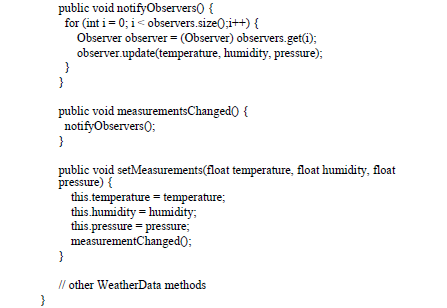 public void notifyObservers() {
for (int i = 0; i < observers.size();i++) {
Observer observer = (Observer) observers.get(i);
observer.update(temperature, humidity, pressure);
}
}
public void measurementsChanged() {
notifyObservers();
}
public void setMeasurements(float temperature, float humidity, float
pressure) {
this.temperature = temperature;
this.humidity = humidity;
this.pressure = pressure;
measurementChanged();
}
// other WeatherData methods
}